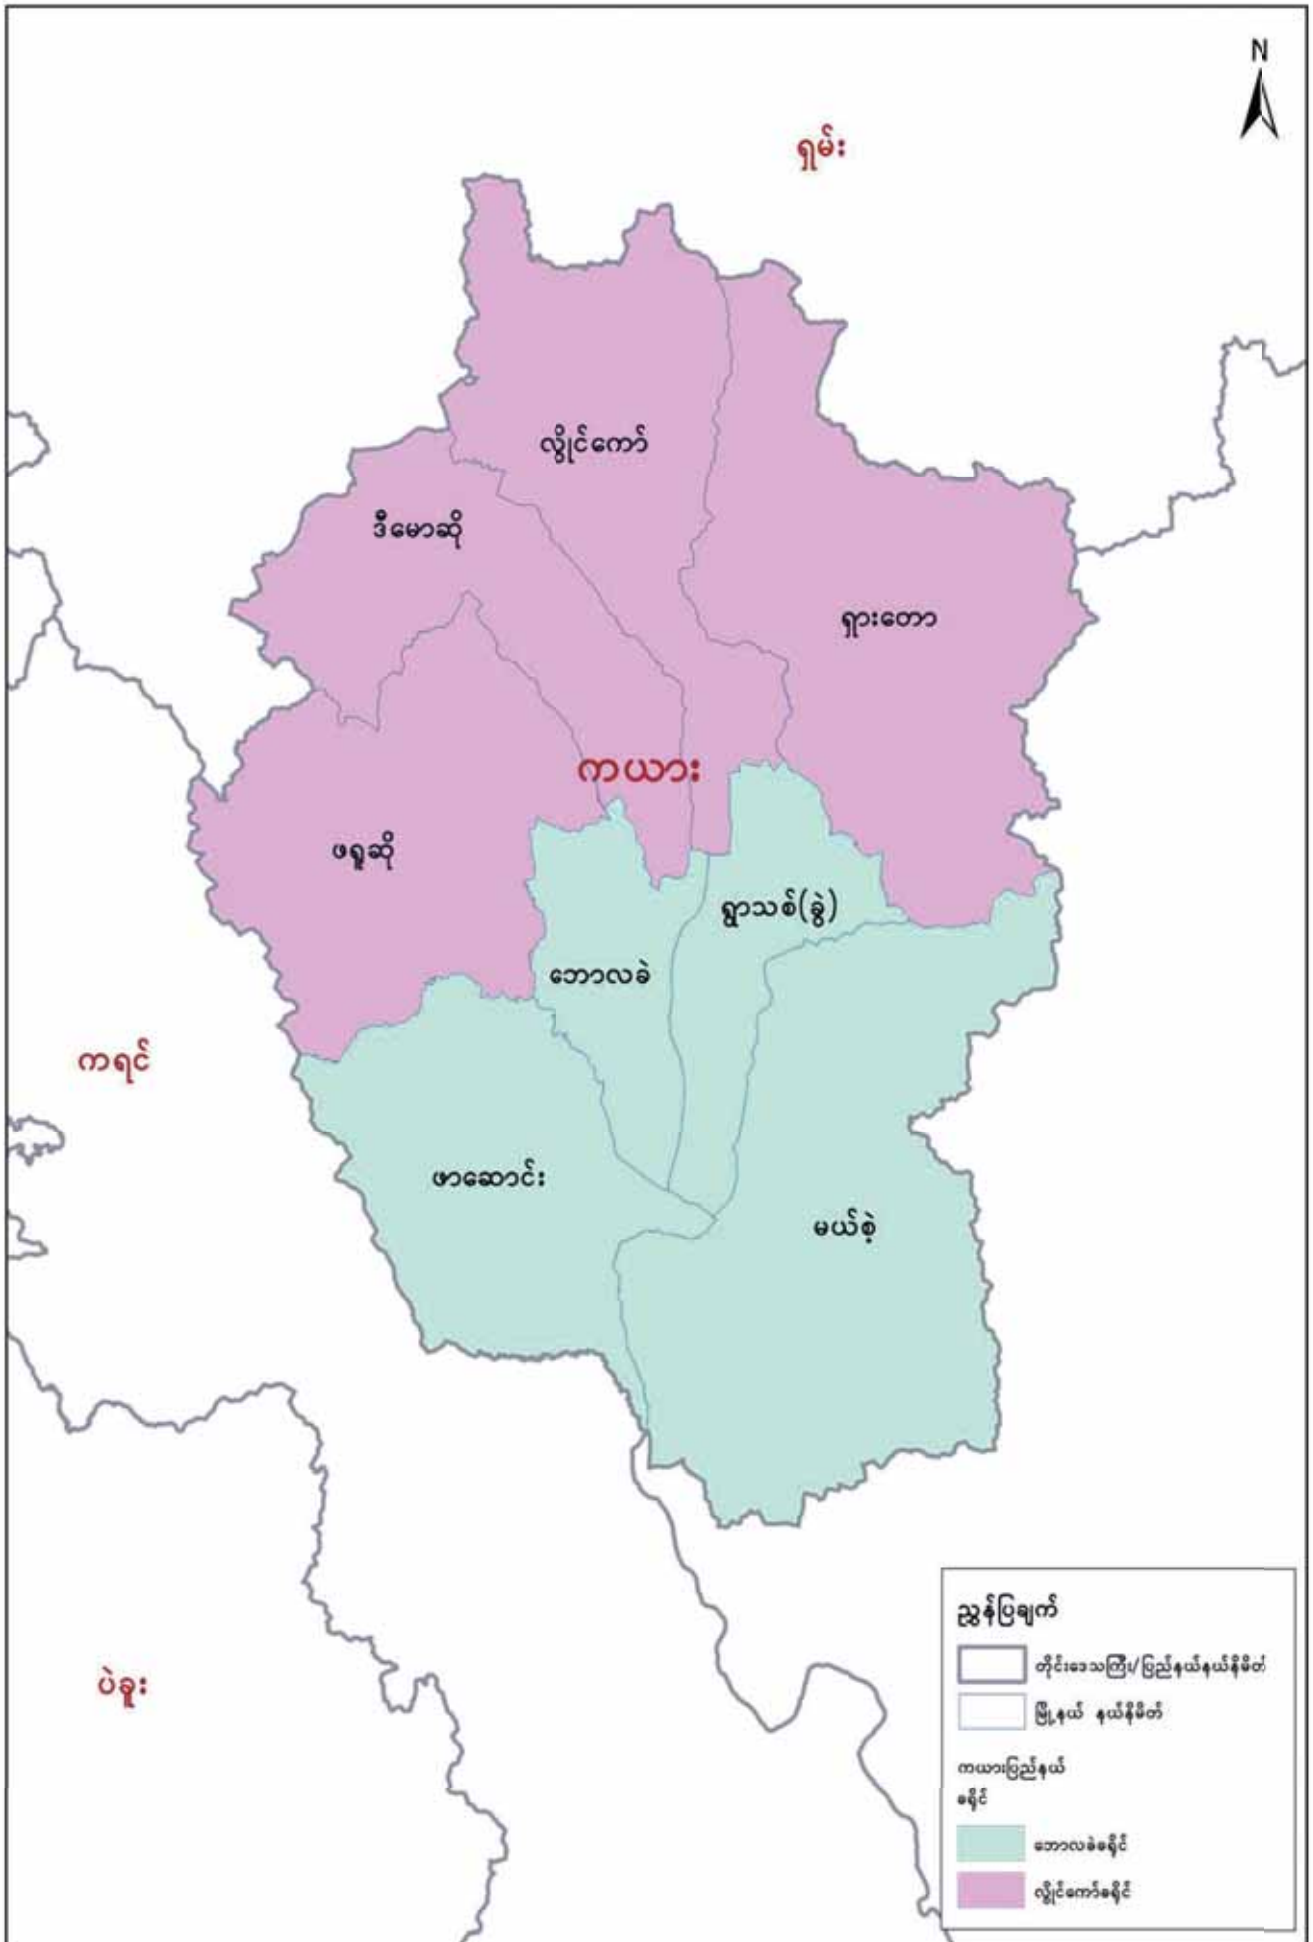 N
ရှမ်း
လွိုင်ကော်
ဒီမောဆို
ရှားတော
ကယား
ဖရူဆို
ရွာသစ်(ခွဲ)
ဘောလခဲ
ကရင်
ဖာဆောင်း
မယ်စဲ့
ပဲခူး
ညွှန်ပြချက်
တိုင်းဒေသကြီး/ပြည်နယ်နယ်နိမိတ်
မြို့နယ် နယ်နိမိတ်
ကယားပြည်နယ်
ခရိုင်
ဘောလခဲခရိုင်
လွိုင်ကော်ခရိုင်